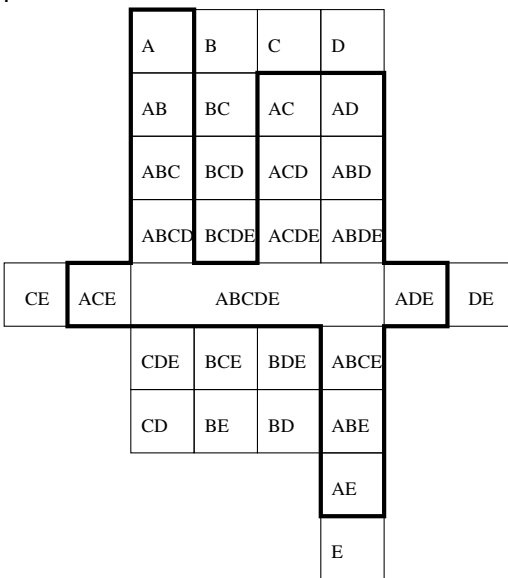 A B C D
AB BC AC AD
ABC BCD ACD ABD
ABCD BCDE ACDE ABDE
CE ACE ABCDE ADE DE
CDE BCE BDE ABCE
CD BE BD ABE
AE
E